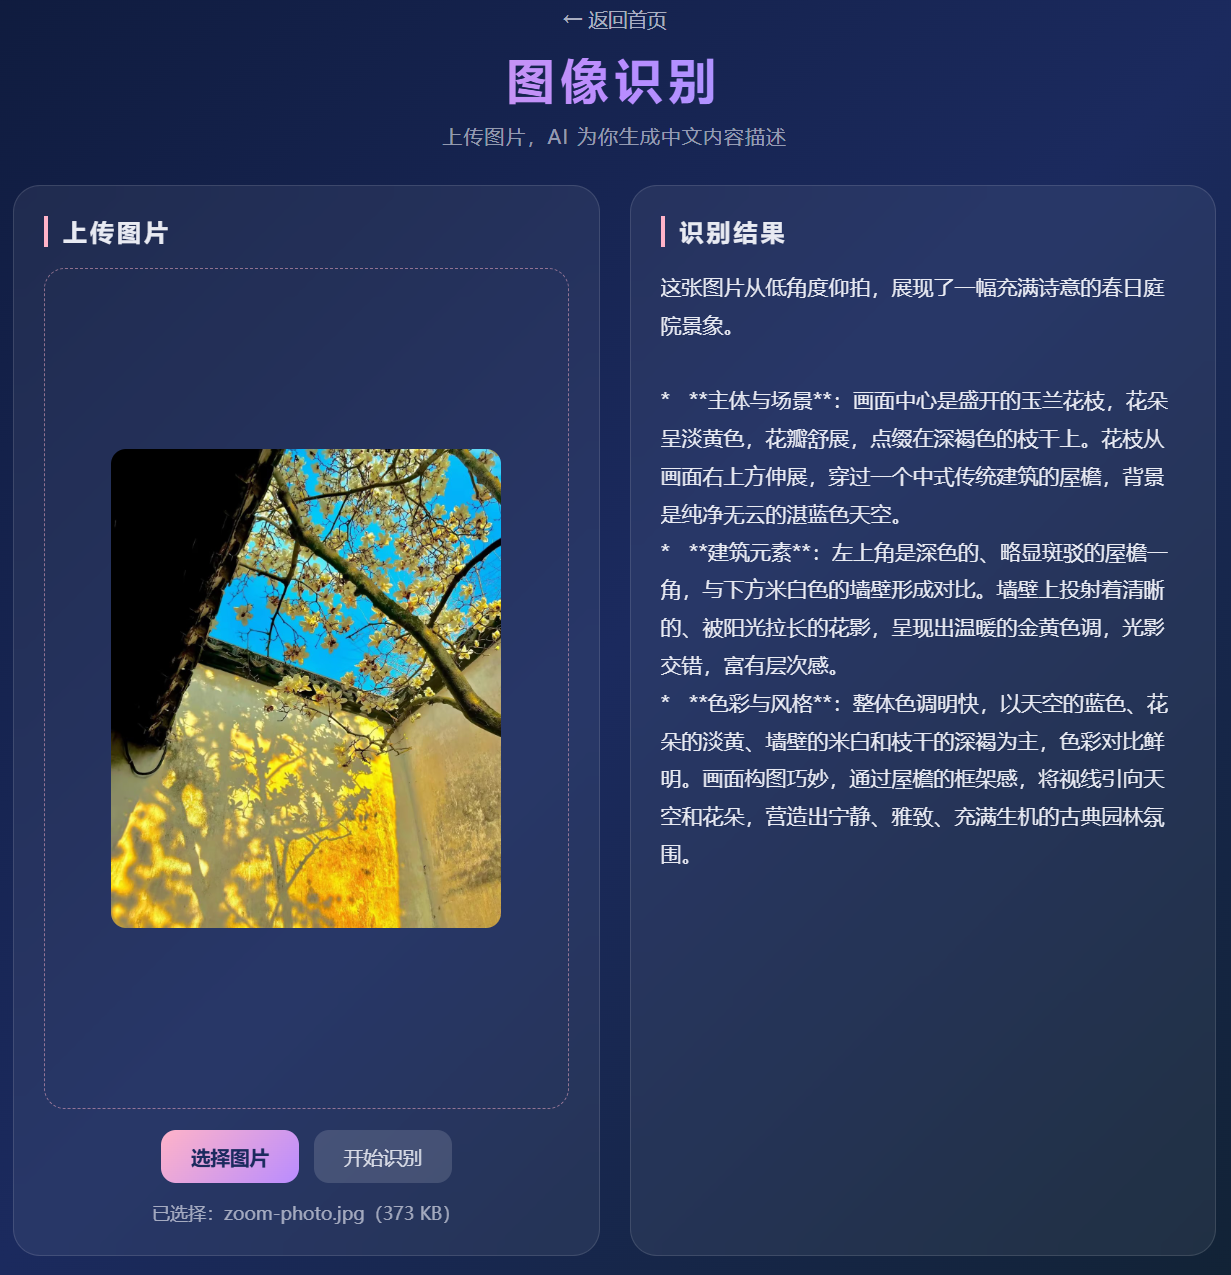 ← 返回首页
图像识别
上传图片，AI 为你生成中文内容描述
上传图片
选择图片
开始识别
已选择：zoom-photo.jpg（373 KB）
识别结果
这张图片从低角度仰拍，展现了一幅充满诗意的春日庭
院景象。
*   **主体与场景**：画面中心是盛开的玉兰花枝，花朵
呈淡黄色，花瓣舒展，点缀在深褐色的枝干上。花枝从
画面右上方伸展，穿过一个中式传统建筑的屋檐，背景
是纯净无云的湛蓝色天空。
*   **建筑元素**：左上角是深色的、略显斑驳的屋檐一
角，与下方米白色的墙壁形成对比。墙壁上投射着清晰
的、被阳光拉长的花影，呈现出温暖的金黄色调，光影
交错，富有层次感。
*   **色彩与风格**：整体色调明快，以天空的蓝色、花
朵的淡黄、墙壁的米白和枝干的深褐为主，色彩对比鲜
明。画面构图巧妙，通过屋檐的框架感，将视线引向天
空和花朵，营造出宁静、雅致、充满生机的古典园林氛
围。